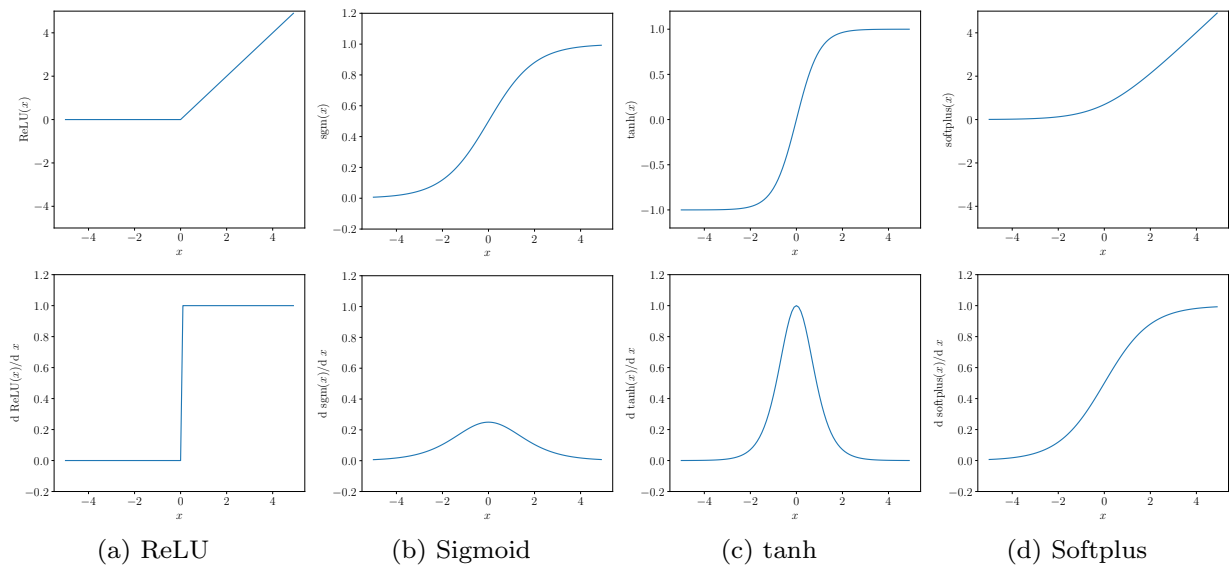 ReLU(x)
4
2
0
−2
−4
−4 −2 0 2 4
x
sgm(x)
1.2
1.0
0.8
0.6
0.4
0.2
0.0
−0.2
−4 −2 0 2 4
x
tanh(x)
1.0
0.5
0.0
−0.5
−1.0
−4 −2 0 2 4
x
softplus(x)
4
2
0
−2
−4
−4 −2 0 2 4
x
d ReLU(x)/d x
1.2
1.0
0.8
0.6
0.4
0.2
0.0
−0.2
−4 −2 0 2 4
x
d sgm(x)/d x
1.2
1.0
0.8
0.6
0.4
0.2
0.0
−0.2
−4 −2 0 2 4
x
d tanh(x)/d x
1.2
1.0
0.8
0.6
0.4
0.2
0.0
−0.2
−4 −2 0 2 4
x
d softplus(x)/d x
1.2
1.0
0.8
0.6
0.4
0.2
0.0
−0.2
−4 −2 0 2 4
x
(a) ReLU
(b) Sigmoid
(c) tanh
(d) Softplus